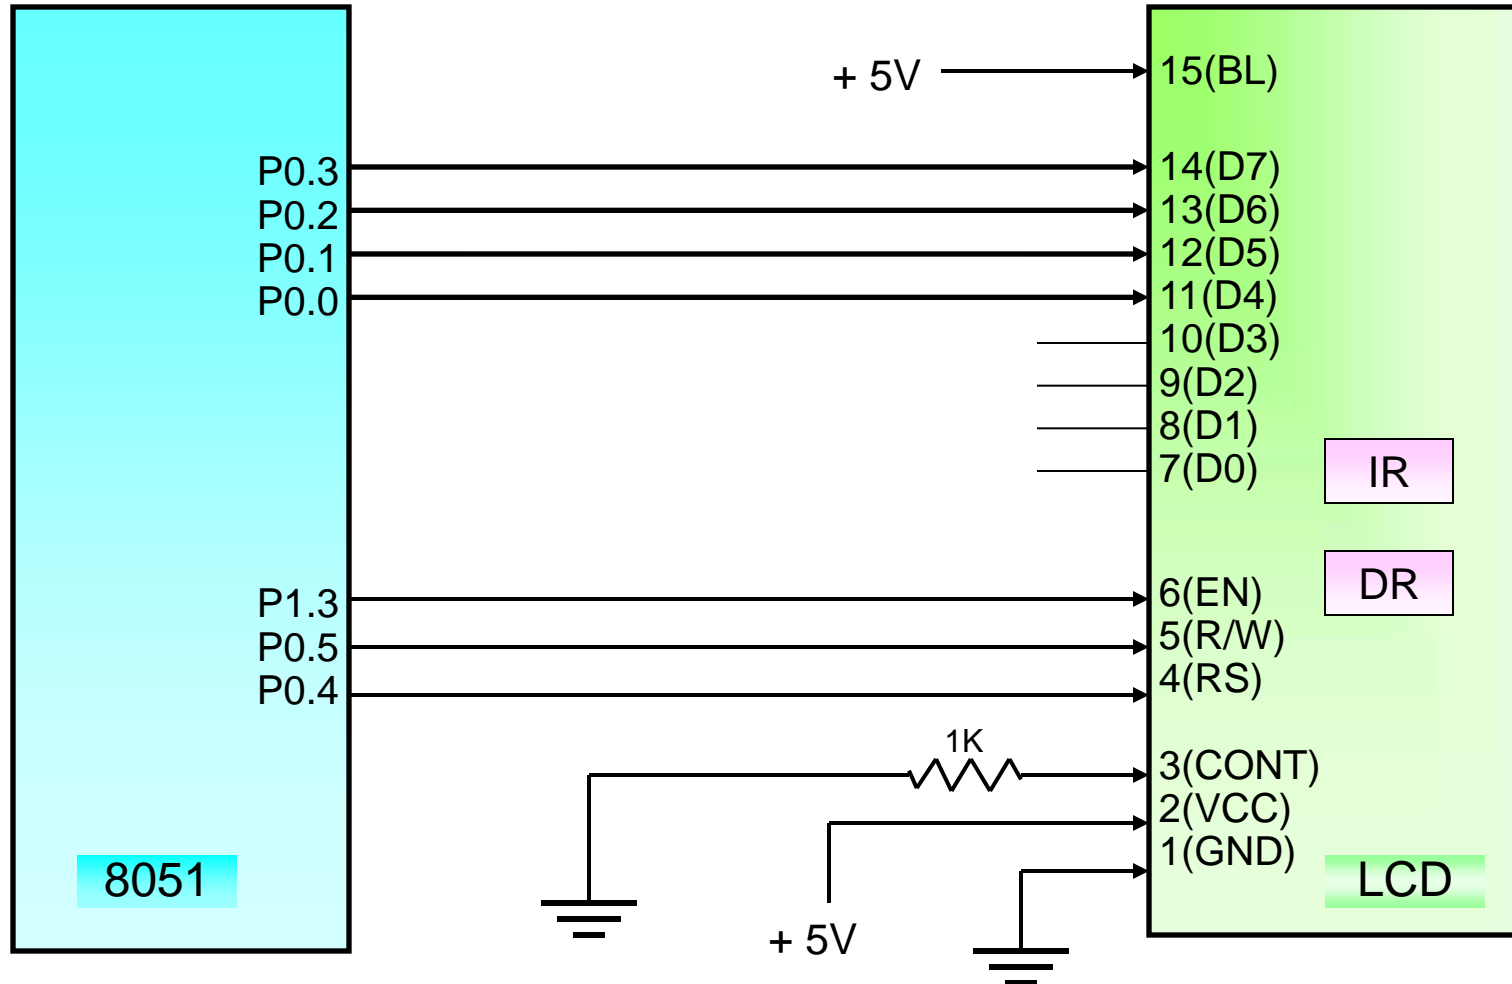 + 5V 15(BL)
P0.3 14(D7)
P0.2 13(D6)
P0.1 12(D5)
P0.0 11(D4)
10(D3)
9(D2)
8(D1)
7(D0) IR
DR
P1.3 6(EN)
P0.5 5(R/W)
P0.4 4(RS)
1K
3(CONT)
2(VCC)
1(GND)
8051 LCD
+ 5V